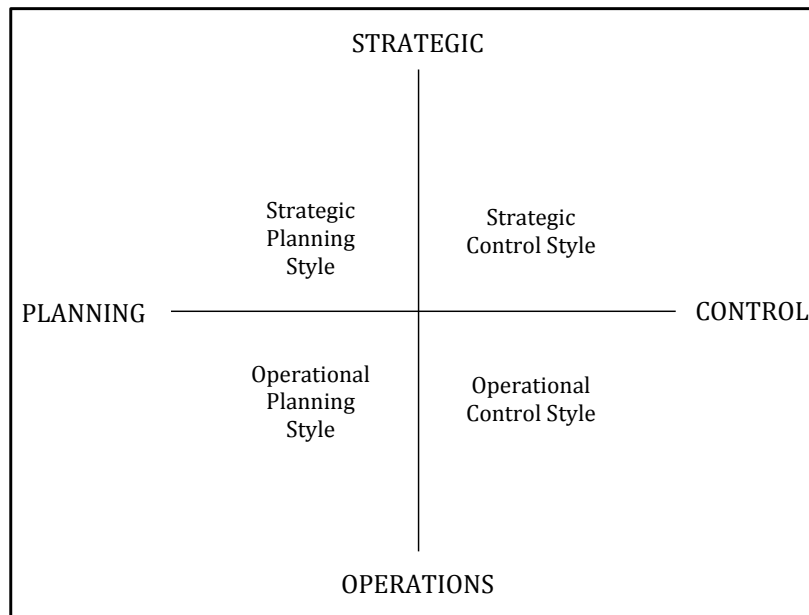 STRATEGIC
Strategic
Planning
Style
Strategic
Control Style
PLANNING
CONTROL
Operational
Planning
Style
Operational
Control Style
OPERATIONS